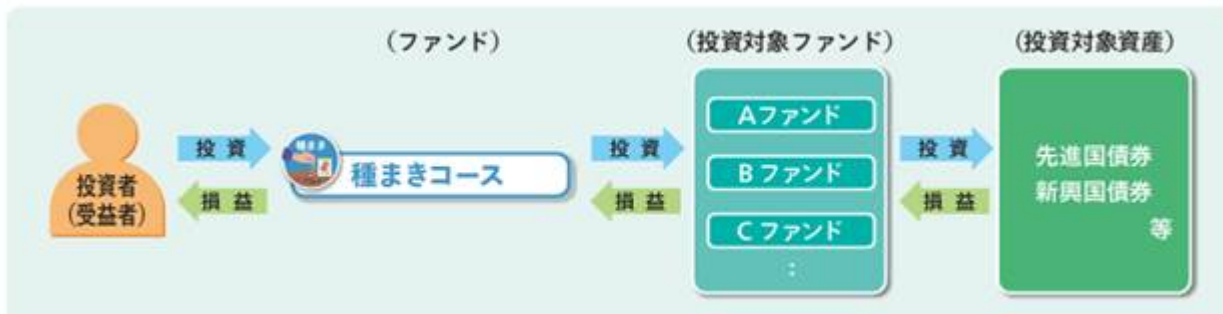 (ファンド)
(投資対象ファンド)
(投資対象資産)
投資者
(受益者)
投資
損益
種まき
種まきコース
投資
損益
Aファンド
Bファンド
Cファンド
:
投資
損益
先進国債券
新興国債券
等